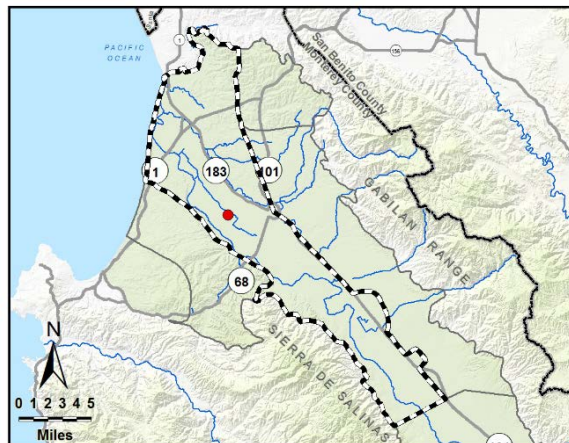 1
156
PACIFIC
OCEAN
San Benito County
Monterey County
183
101
1
GABILAN RANGE
68
SIERRA DE SALINAS
N
0 1 2 3 4 5
Miles